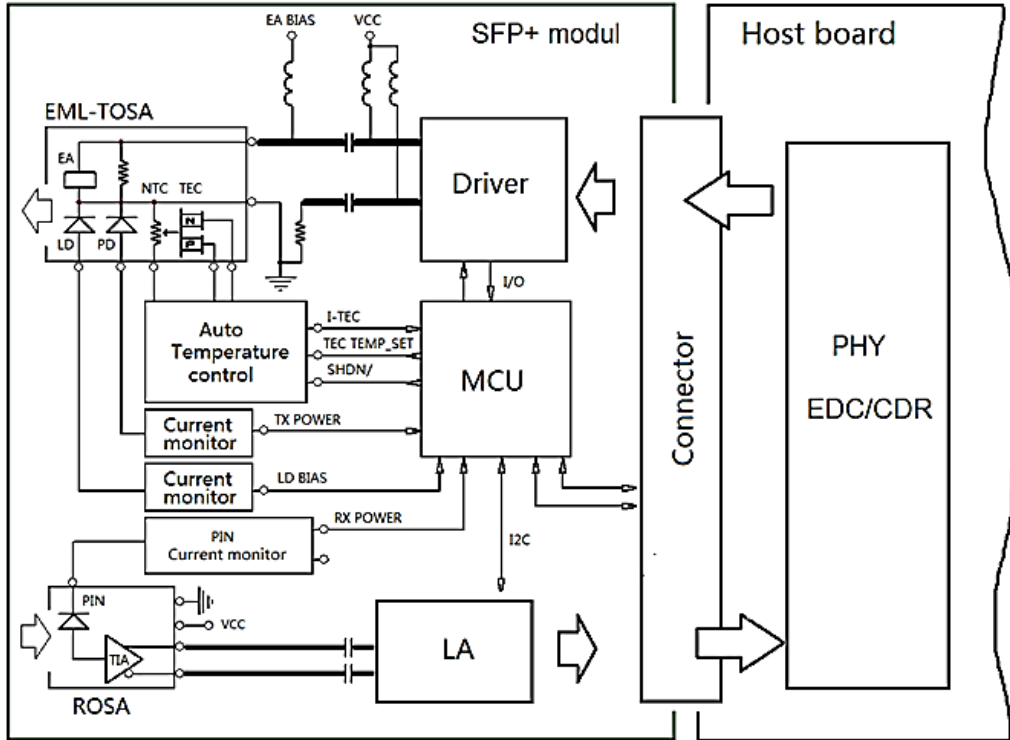 EA BIAS
VCC
SFP+ modul
Host board
EML-TOSA
EA
NTC TEC
N
P
LD
PD
Driver
I/O
Auto
Temperature
control
I-TEC
TEC TEMP_SET
SHDN/
MCU
Current
monitor
TX POWER
Current
monitor
LD BIAS
PIN
Current monitor
RX POWER
I2C
Connector
PHY
EDC/CDR
PIN
VCC
TIA
ROSA
LA